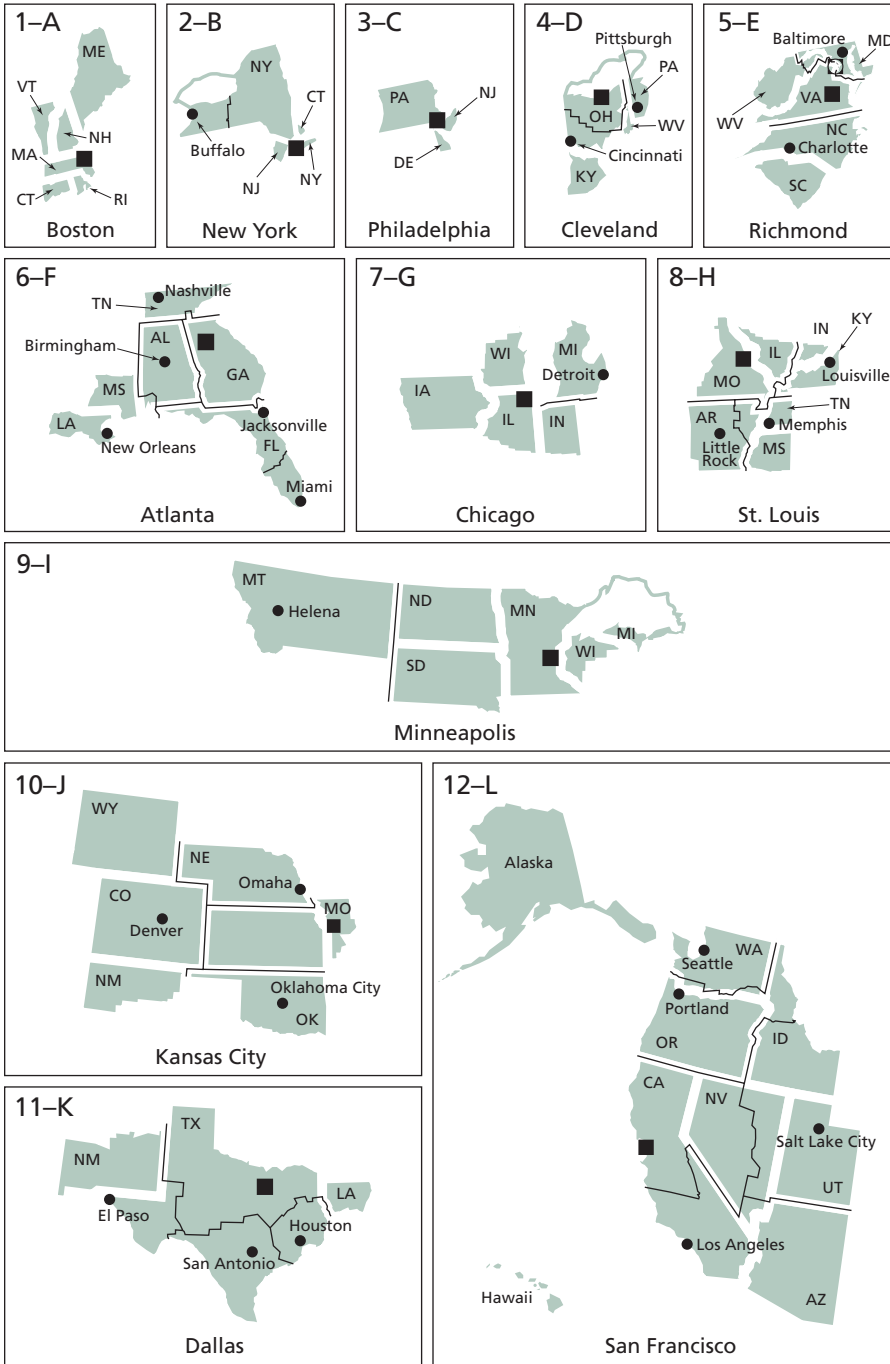 1–A
ME
VT
NH
MA
CT
RI
Boston
2–B
NY
CT
Buffalo
NJ
NY
New York
3–C
PA
NJ
DE
Philadelphia
4–D
Pittsburgh
PA
OH
WV
Cincinnati
KY
Cleveland
5–E
Baltimore
MD
WV
VA
NC
Charlotte
SC
Richmond
6–F
Nashville
TN
AL
Birmingham
GA
MS
LA
New Orleans
Jacksonville
FL
Miami
Atlanta
7–G
WI
MI
Detroit
IA
IL
IN
Chicago
8–H
IL
IN
KY
MO
Louisville
TN
AR
Memphis
Little
Rock
MS
St. Louis
9–I
MT
Helena
ND
MN
SD
WI
MI
Minneapolis
10–J
WY
NE
Omaha
CO
MO
Denver
NM
Oklahoma City
OK
Kansas City
11–K
TX
NM
LA
El Paso
Houston
San Antonio
Dallas
12–L
Alaska
WA
Seattle
Portland
OR
ID
CA
NV
Salt Lake City
UT
Los Angeles
Hawaii
AZ
San Francisco